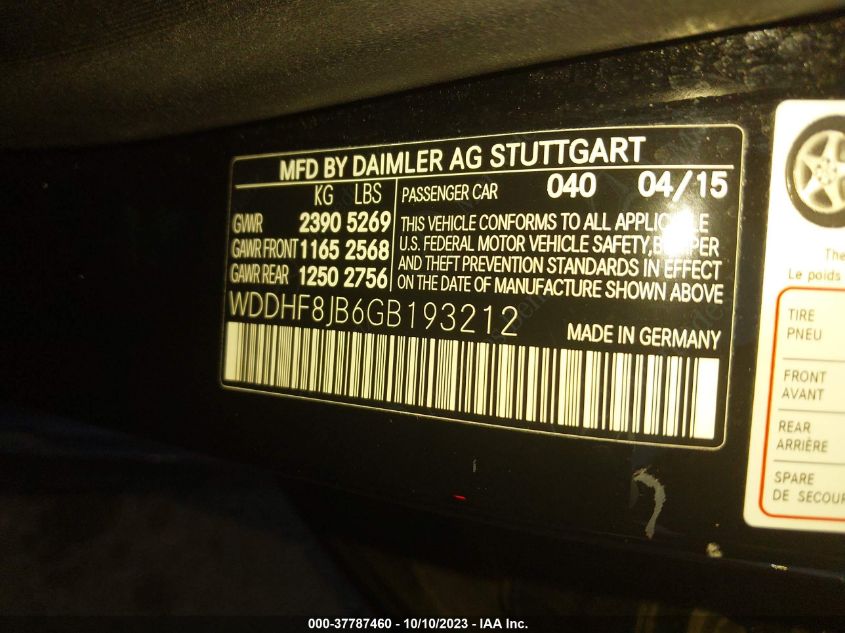 MFD BY DAIMLER AG STUTTGART
KG LBS
GVWR 2390 5269
GAWR FRONT 1165 2568
GAWR REAR 1250 2756
PASSENGER CAR 040 04/15
THIS VEHICLE CONFORMS TO ALL APPLICABLE
U.S. FEDERAL MOTOR VEHICLE SAFETY, BUMPER
AND THEFT PREVENTION STANDARDS IN EFFECT
ON THE DATE OF MANUFACTURE SHOWN ABOVE
WDDHF8JB6GB193212
MADE IN GERMANY
The
Le poids
TIRE
PNEU
FRONT
AVANT
REAR
ARRIÈRE
SPARE
DE SECOUR
000-37787460 - 10/10/2023 - IAA Inc.